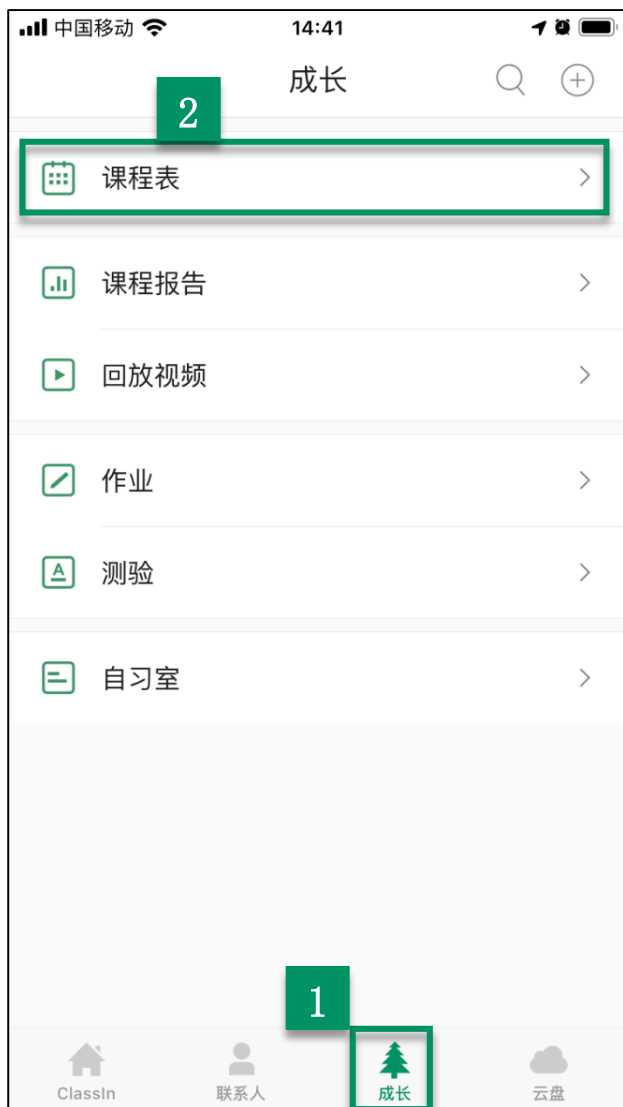 中国移动 14:41
成长
2
课程表
课程报告
回放视频
作业
A 测验
自习室
1
ClassIn 联系人 成长 云盘